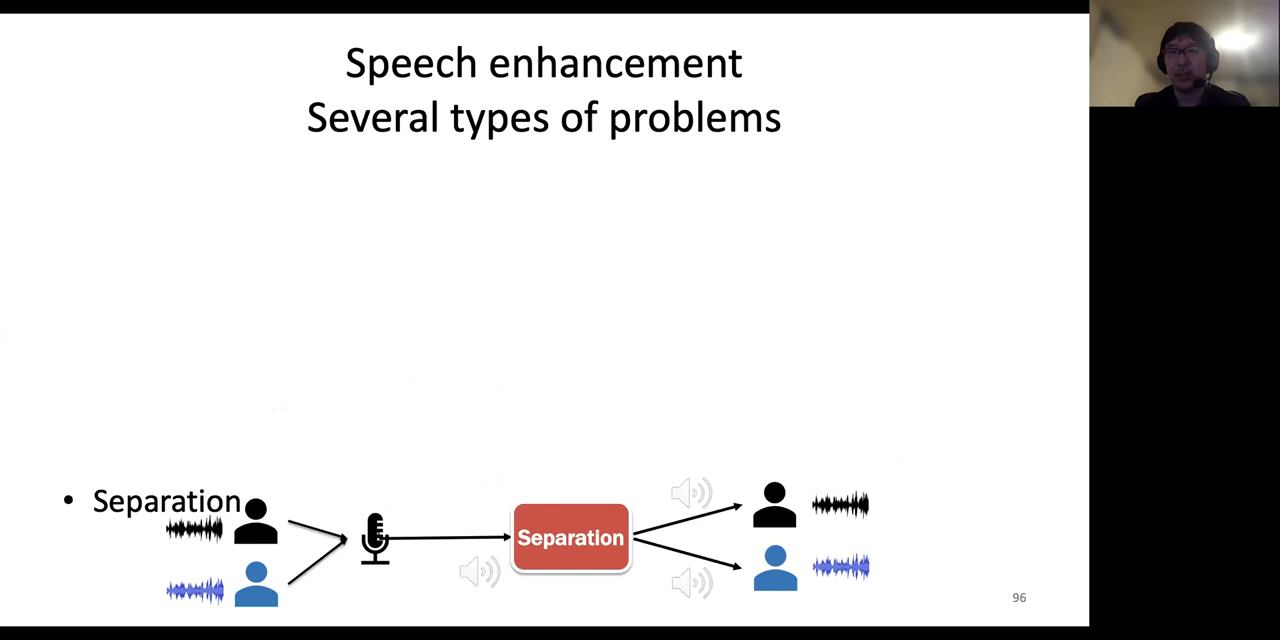 Speech enhancement
Several types of problems
• Separation
Separation
96